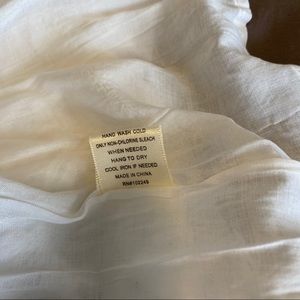 HAND WASH COLD
ONLY NON-CHLORINE BLEACH
WHEN NEEDED
HANG TO DRY
COOL IRON IF NEEDED
MADE IN CHINA
RN#102249